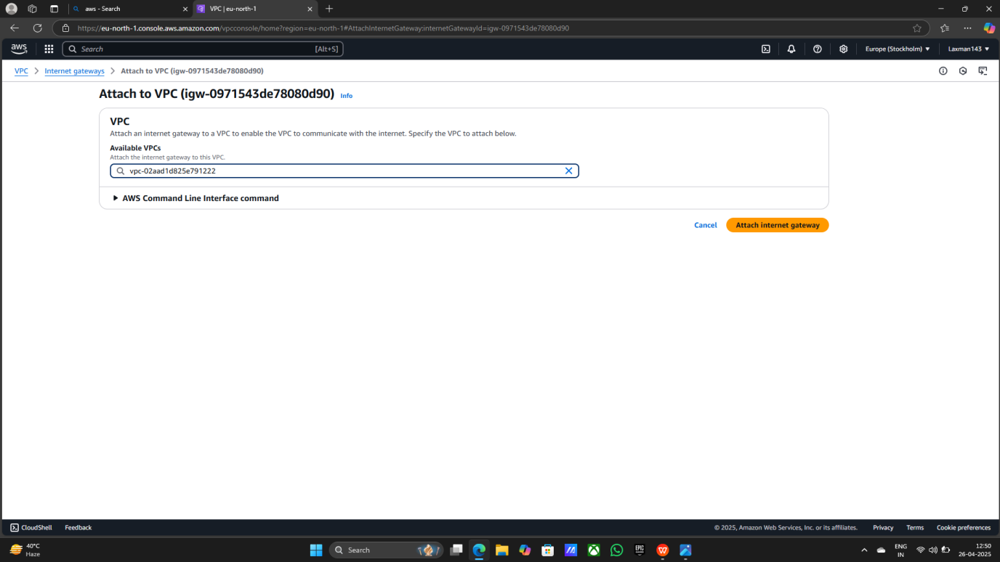 aws - Search
VPC | eu-north-1
https://eu-north-1.console.aws.amazon.com/vpcconsole/home?region=eu-north-1#AttachInternetGateway:internetGatewayId=igw-0971543de78080d90
aws
Search
[Alt+S]
Europe (Stockholm)
Laxman143
VPC
Internet gateways
Attach to VPC (igw-0971543de78080d90)
Attach to VPC (igw-0971543de78080d90) Info
VPC
Attach an internet gateway to a VPC to enable the VPC to communicate with the internet. Specify the VPC to attach below.
Available VPCs
Attach the internet gateway to this VPC.
vpc-02aad1d825e791222
AWS Command Line Interface command
Cancel
Attach internet gateway
CloudShell
Feedback
© 2025, Amazon Web Services, Inc. or its affiliates.
Privacy
Terms
Cookie preferences
40°C
Haze
Search
EPIC
ENG
IN
12:50
26-04-2025